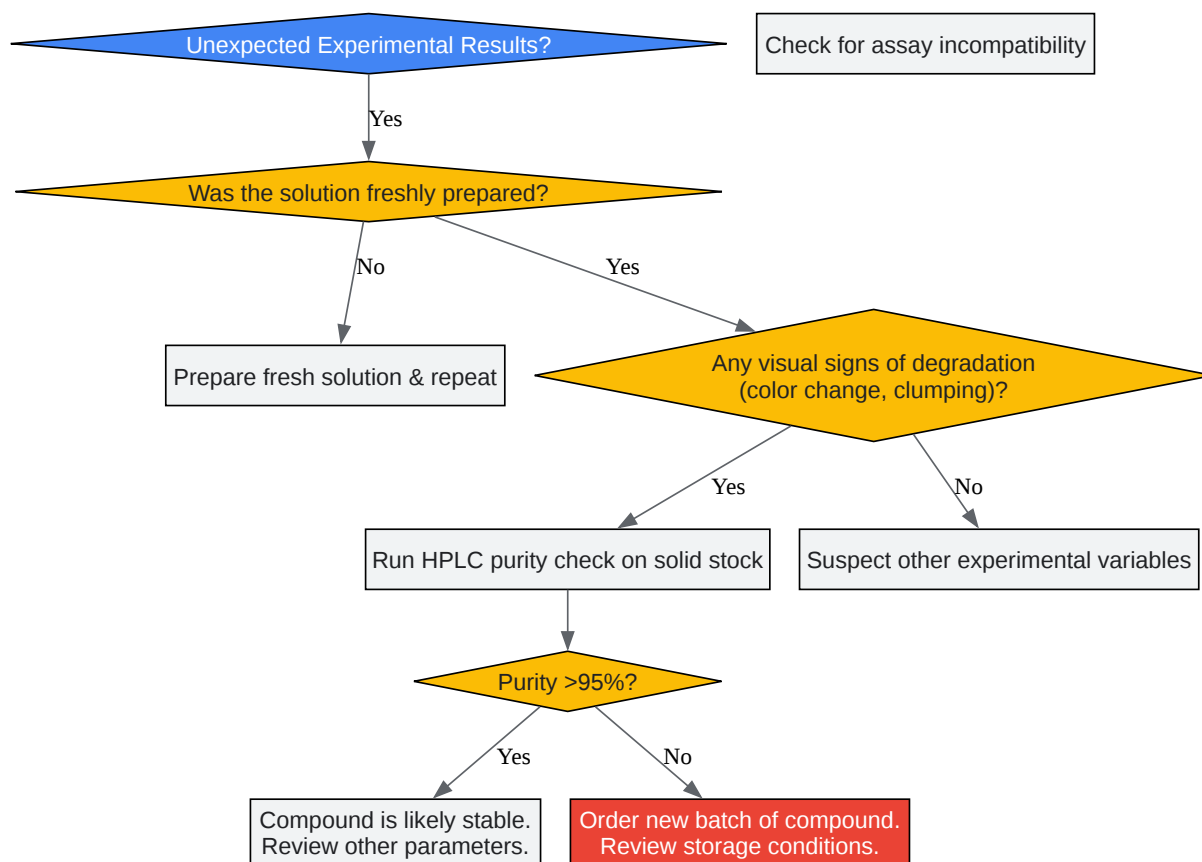 Unexpected Experimental Results?
Check for assay incompatibility
Yes
Was the solution freshly prepared?
No
Yes
Prepare fresh solution & repeat
Any visual signs of degradation
(color change, clumping)?
Yes
No
Run HPLC purity check on solid stock
Suspect other experimental variables
Purity >95%?
Yes
No
Compound is likely stable.
Review other parameters.
Order new batch of compound.
Review storage conditions.